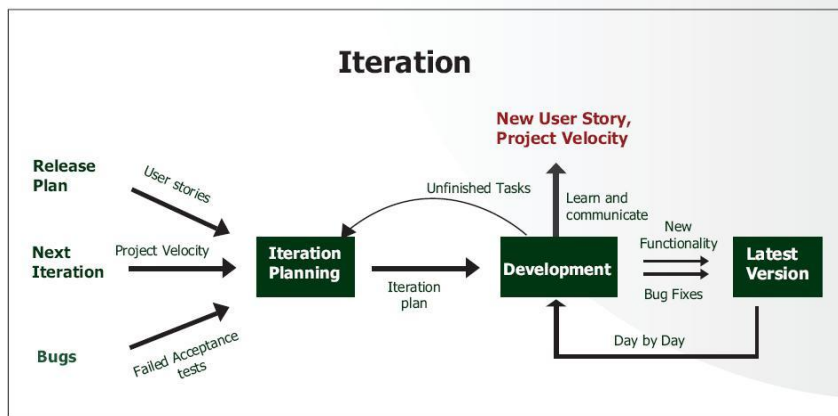 Iteration
New User Story,
Project Velocity
Release
Plan
User stories
Unfinished Tasks
Learn and
communicate
New
Functionality
Next
Iteration
Project Velocity
Iteration
Planning
Iteration
plan
Development
Bug Fixes
Latest
Version
Bugs
Failed Acceptance
tests
Day by Day